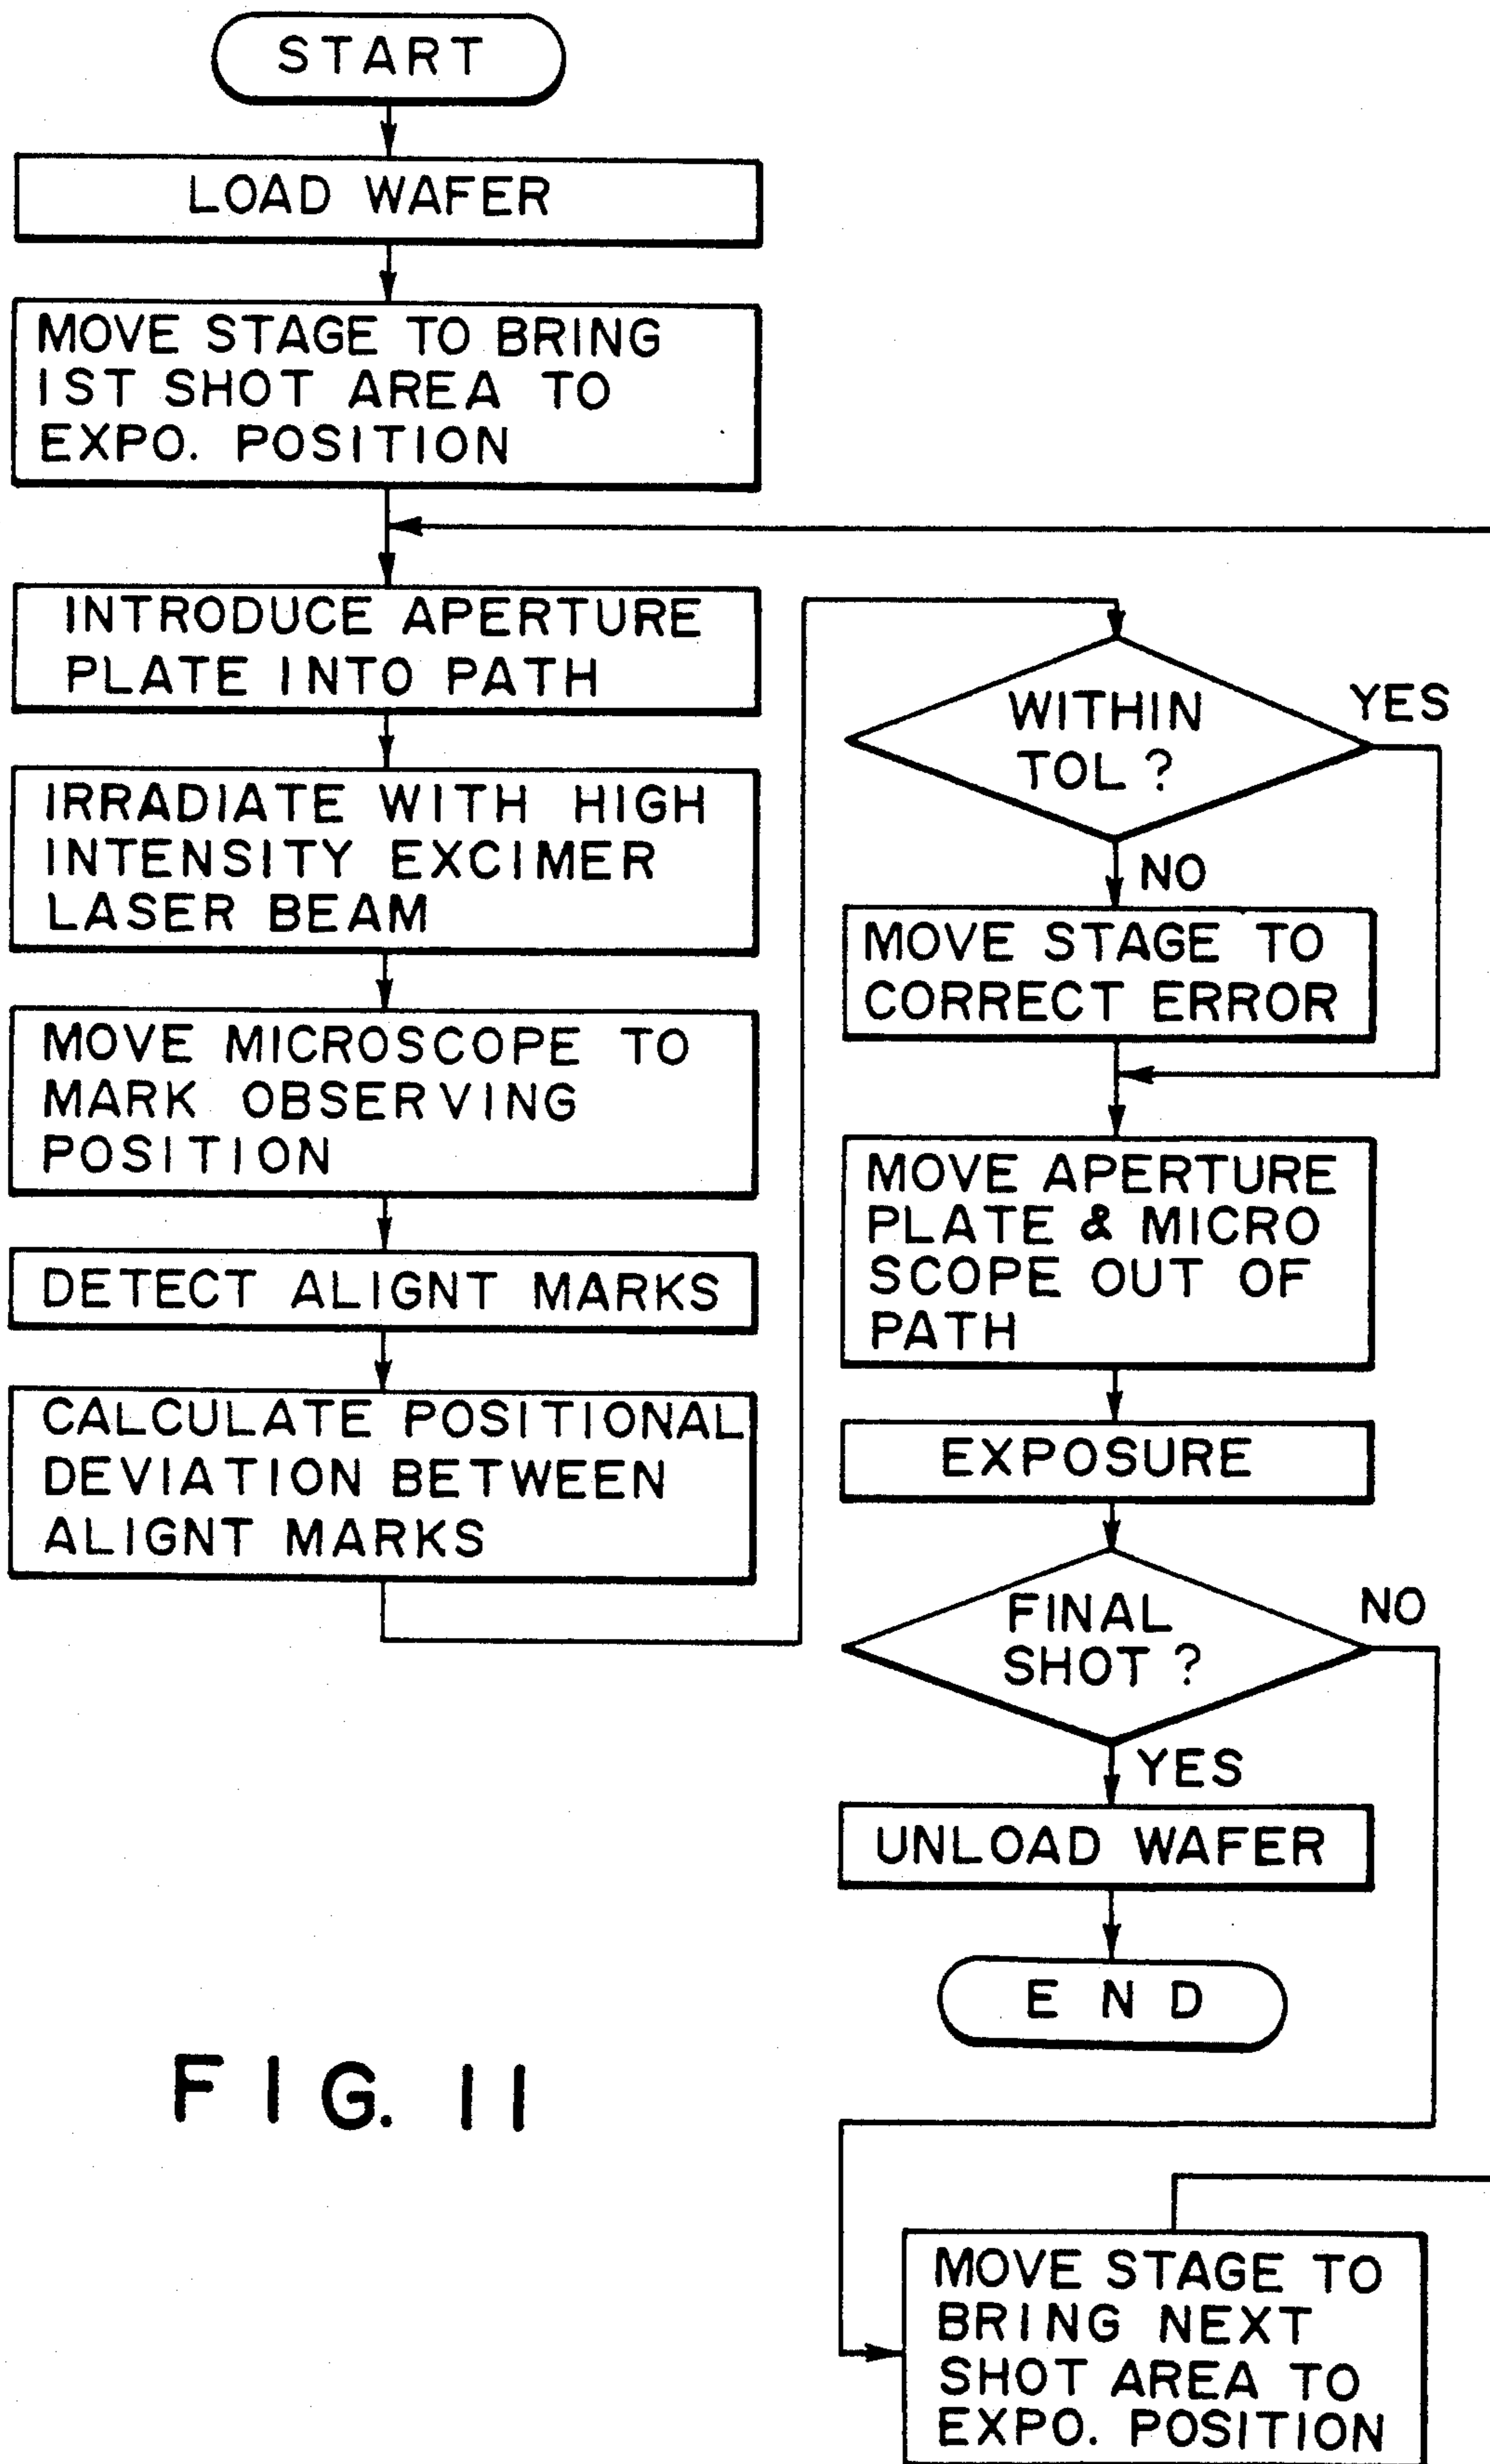 START
LOAD WAFER
MOVE STAGE TO BRING
1ST SHOT AREA TO
EXPO. POSITION
INTRODUCE APERTURE
PLATE INTO PATH
IRRADIATE WITH HIGH
INTENSITY EXCIMER
LASER BEAM
MOVE MICROSCOPE TO
MARK OBSERVING
POSITION
DETECT ALIGNT MARKS
CALCULATE POSITIONAL
DEVIATION BETWEEN
ALIGNT MARKS
WITHIN
TOL ?
YES
NO
MOVE STAGE TO
CORRECT ERROR
MOVE APERTURE
PLATE & MICRO
SCOPE OUT OF
PATH
EXPOSURE
FINAL
SHOT ?
NO
YES
UNLOAD WAFER
END
MOVE STAGE TO
BRING NEXT
SHOT AREA TO
EXPO. POSITION
FIG. 11